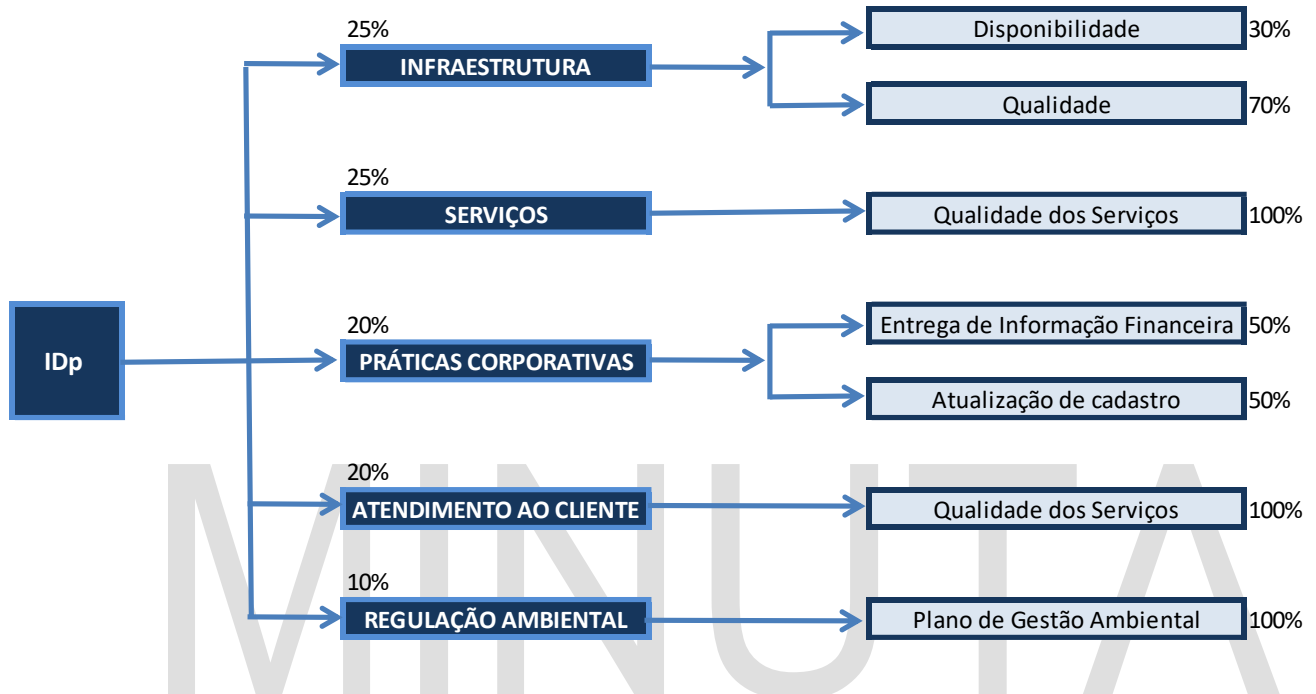 25%
INFRAESTRUTURA
Disponibilidade 30%
Qualidade 70%
25%
SERVIÇOS
Qualidade dos Serviços 100%
IDp
20%
PRÁTICAS CORPORATIVAS
Entrega de Informação Financeira 50%
Atualização de cadastro 50%
20%
ATENDIMENTO AO CLIENTE
Qualidade dos Serviços 100%
10%
REGULAÇÃO AMBIENTAL
Plano de Gestão Ambiental 100%
MINUTA